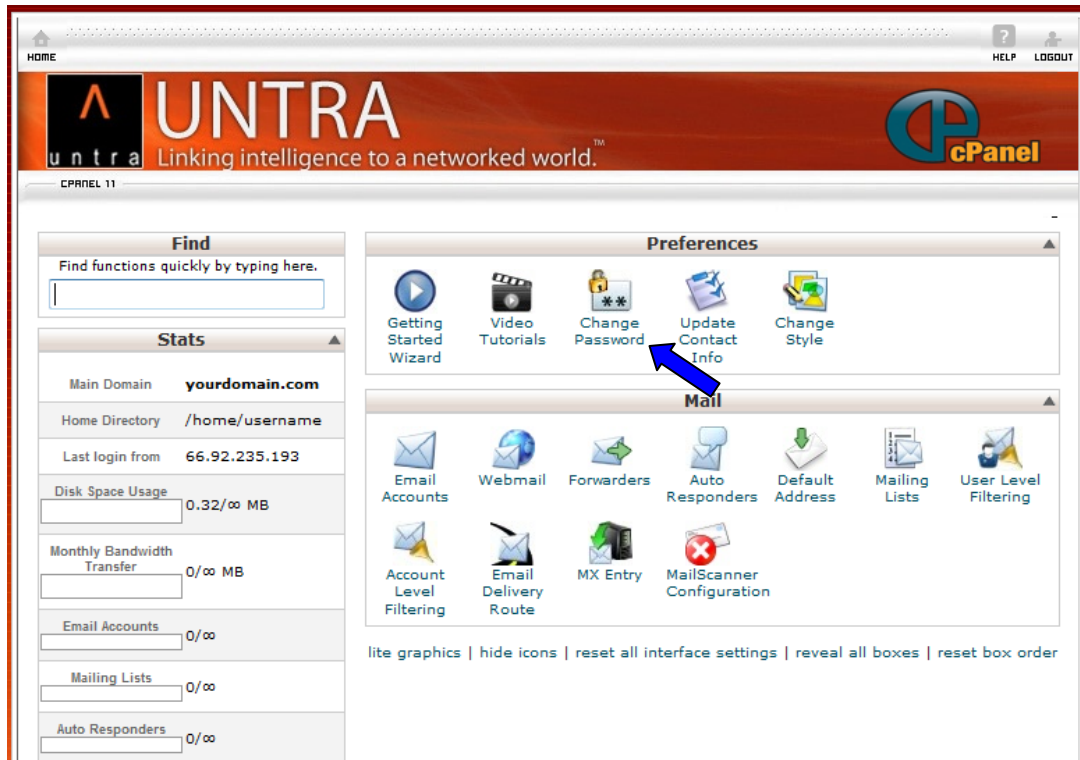 HOME
HELP LOGOUT
Λ
untra
UNTRA
Linking intelligence to a networked world.™
cPanel
CPANEL 11
-
Find
Find functions quickly by typing here.
Stats
Main Domain yourdomain.com
Home Directory /home/username
Last login from 66.92.235.193
Disk Space Usage
0.32/∞ MB
Monthly Bandwidth
Transfer
0/∞ MB
Email Accounts
0/∞
Mailing Lists
0/∞
Auto Responders
0/∞
Preferences
Getting
Started
Wizard
Video
Tutorials
Change
Password
Update
Contact
Info
Change
Style
Mail
Email
Accounts
Webmail
Forwarders
Auto
Responders
Default
Address
Mailing
Lists
User Level
Filtering
Account
Level
Filtering
Email
Delivery
Route
MX Entry
MailScanner
Configuration
lite graphics | hide icons | reset all interface settings | reveal all boxes | reset box order